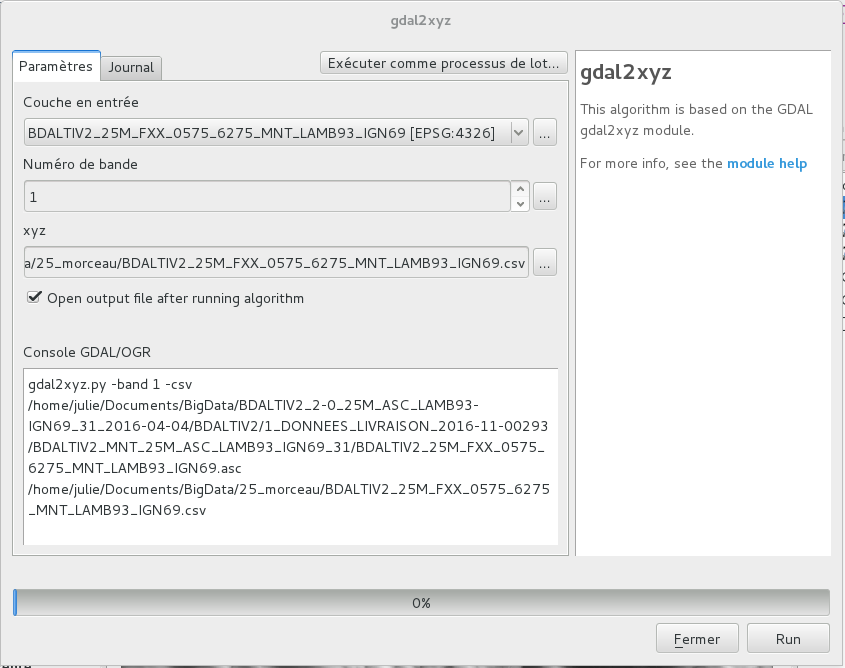 gdal2xyz
Paramètres
Journal
Exécuter comme processus de lot...
Couche en entrée
BDALTIV2_25M_FXX_0575_6275_MNT_LAMB93_IGN69 [EPSG:4326]
...
Numéro de bande
1
...
xyz
a/25_morceau/BDALTIV2_25M_FXX_0575_6275_MNT_LAMB93_IGN69.csv
...
Open output file after running algorithm
Console GDAL/OGR
gdal2xyz.py -band 1 -csv
/home/julie/Documents/BigData/BDALTIV2_2-0_25M_ASC_LAMB93-
IGN69_31_2016-04-04/BDALTIV2/1_DONNEES_LIVRAISON_2016-11-00293
/BDALTIV2_MNT_25M_ASC_LAMB93_IGN69_31/BDALTIV2_25M_FXX_0575_
6275_MNT_LAMB93_IGN69.asc
/home/julie/Documents/BigData/25_morceau/BDALTIV2_25M_FXX_0575_6275
_MNT_LAMB93_IGN69.csv
gdal2xyz
This algorithm is based on the GDAL
gdal2xyz module.
For more info, see the module help
0%
Fermer
Run